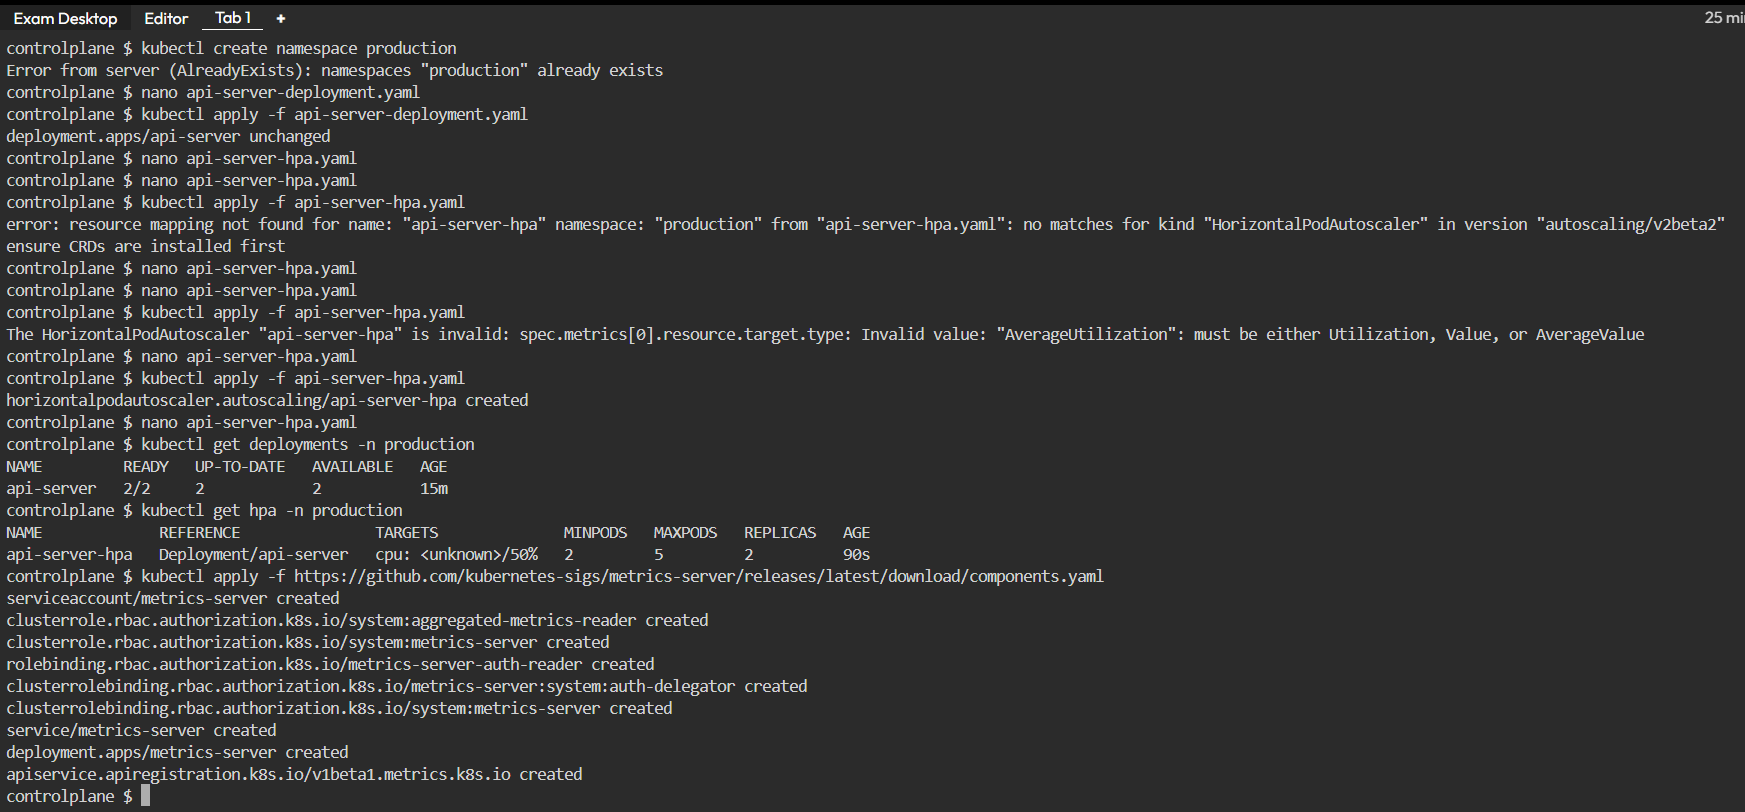 Exam Desktop Editor Tab 1 + 25 mi
controlplane $ kubectl create namespace production
Error from server (AlreadyExists): namespaces "production" already exists
controlplane $ nano api-server-deployment.yaml
controlplane $ kubectl apply -f api-server-deployment.yaml
deployment.apps/api-server unchanged
controlplane $ nano api-server-hpa.yaml
controlplane $ nano api-server-hpa.yaml
controlplane $ kubectl apply -f api-server-hpa.yaml
error: resource mapping not found for name: "api-server-hpa" namespace: "production" from "api-server-hpa.yaml": no matches for kind "HorizontalPodAutoscaler" in version "autoscaling/v2beta2"
ensure CRDs are installed first
controlplane $ nano api-server-hpa.yaml
controlplane $ nano api-server-hpa.yaml
controlplane $ kubectl apply -f api-server-hpa.yaml
The HorizontalPodAutoscaler "api-server-hpa" is invalid: spec.metrics[0].resource.target.type: Invalid value: "AverageUtilization": must be either Utilization, Value, or AverageValue
controlplane $ nano api-server-hpa.yaml
controlplane $ kubectl apply -f api-server-hpa.yaml
horizontalpodautoscaler.autoscaling/api-server-hpa created
controlplane $ nano api-server-hpa.yaml
controlplane $ kubectl get deployments -n production
NAME READY UP-TO-DATE AVAILABLE AGE
api-server 2/2 2 2 15m
controlplane $ kubectl get hpa -n production
NAME REFERENCE TARGETS MINPODS MAXPODS REPLICAS AGE
api-server-hpa Deployment/api-server cpu: <unknown>/50% 2 5 2 90s
controlplane $ kubectl apply -f https://github.com/kubernetes-sigs/metrics-server/releases/latest/download/components.yaml
serviceaccount/metrics-server created
clusterrole.rbac.authorization.k8s.io/system:aggregated-metrics-reader created
clusterrole.rbac.authorization.k8s.io/system:metrics-server created
rolebinding.rbac.authorization.k8s.io/metrics-server-auth-reader created
clusterrolebinding.rbac.authorization.k8s.io/metrics-server:system:auth-delegator created
clusterrolebinding.rbac.authorization.k8s.io/system:metrics-server created
service/metrics-server created
deployment.apps/metrics-server created
apiservice.apiregistration.k8s.io/v1beta1.metrics.k8s.io created
controlplane $